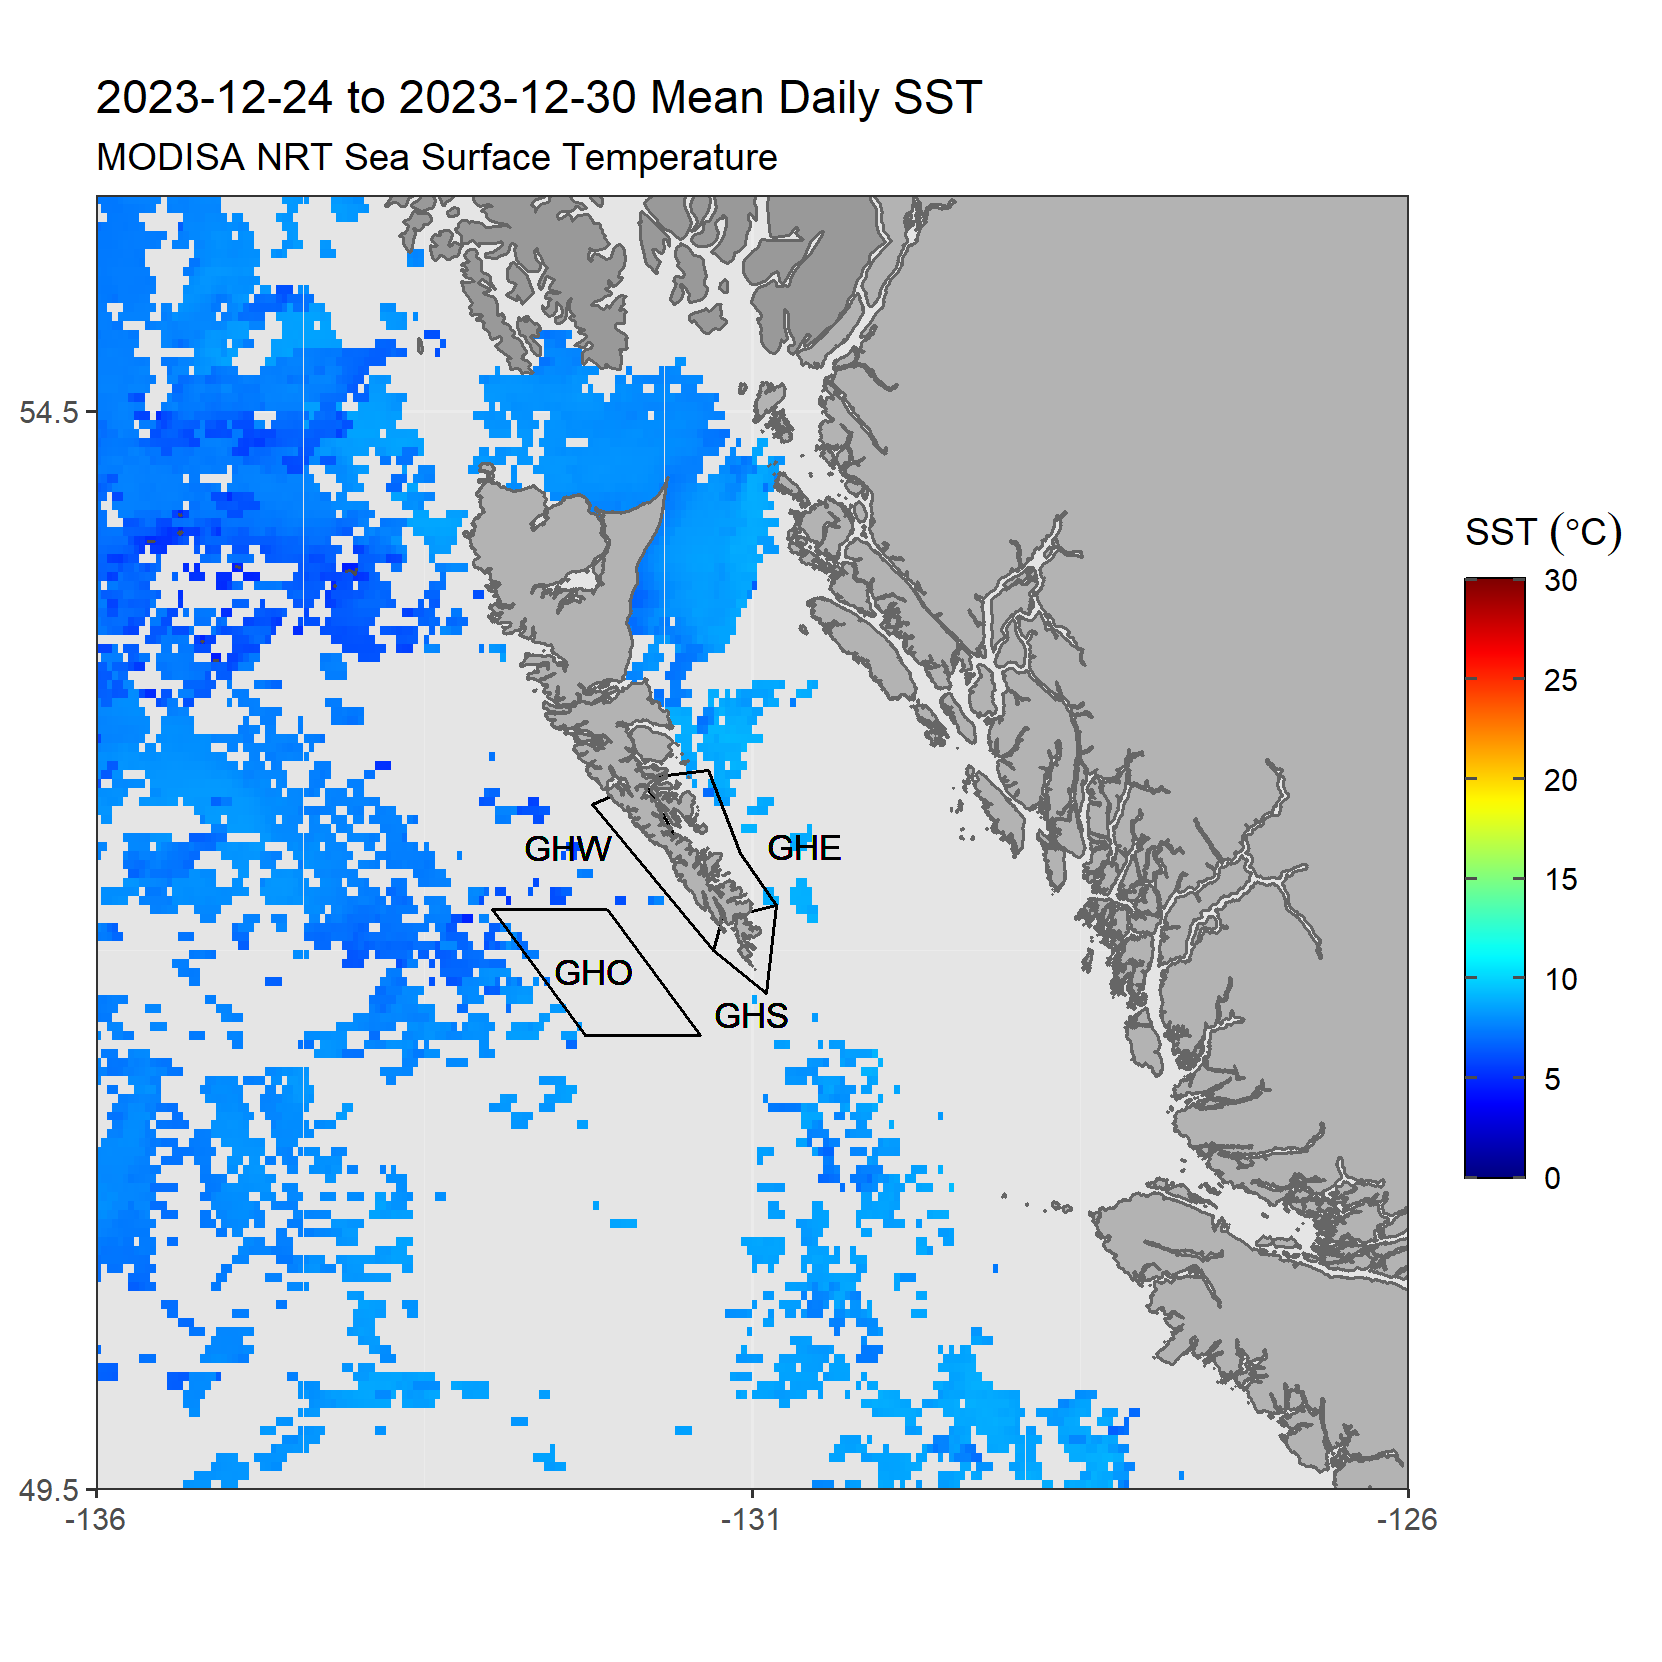 2023-12-24 to 2023-12-30 Mean Daily SST
MODISA NRT Sea Surface Temperature
54.5
49.5
-136
-131
-126
GHW
GHE
GHO
GHS
SST (°C)
30
25
20
15
10
5
0